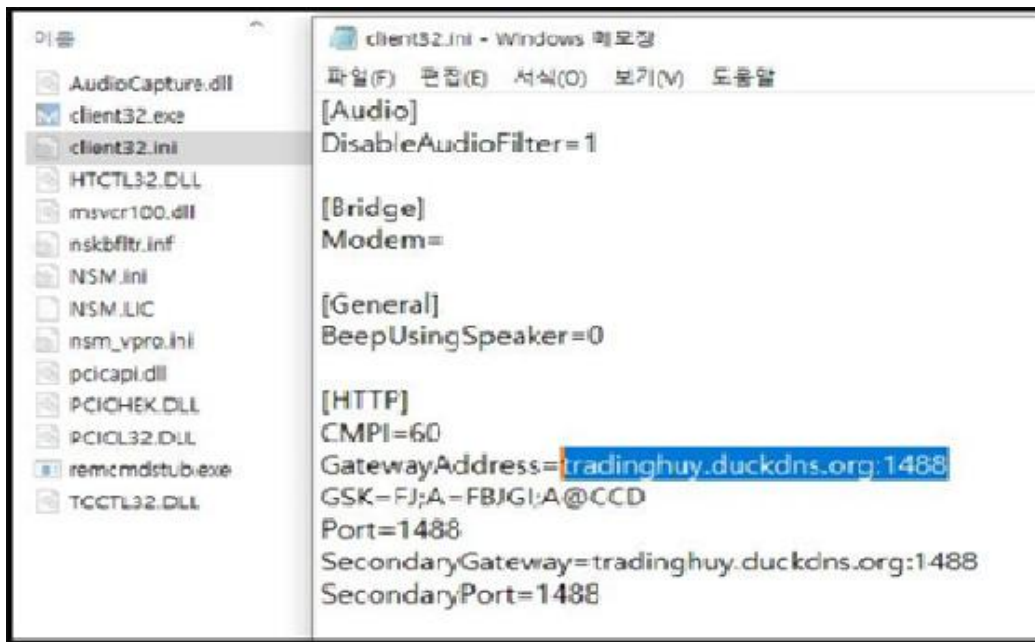 이름
AudioCapture.dll
client32.exe
client32.ini
HTCTL32.DLL
msvcr100.dll
nskbfltr.inf
NSM.ini
NSM.LIC
nsm_vpro.ini
pcicapi.dll
PCICHEK.DLL
PCICL32.DLL
remcmdstub.exe
TCCTL32.DLL
client32.ini - Windows 메모장
파일(F) 편집(E) 서식(O) 보기(V) 도움말
[Audio]
DisableAudioFilter=1
[Bridge]
Modem=
[General]
BeepUsingSpeaker=0
[HTTP]
CMPI=60
GatewayAddress=tradinghuy.duckdns.org:1488
GSK=FJ;A=FBJGI;A@CCD
Port=1488
SecondaryGateway=tradinghuy.duckdns.org:1488
SecondaryPort=1488